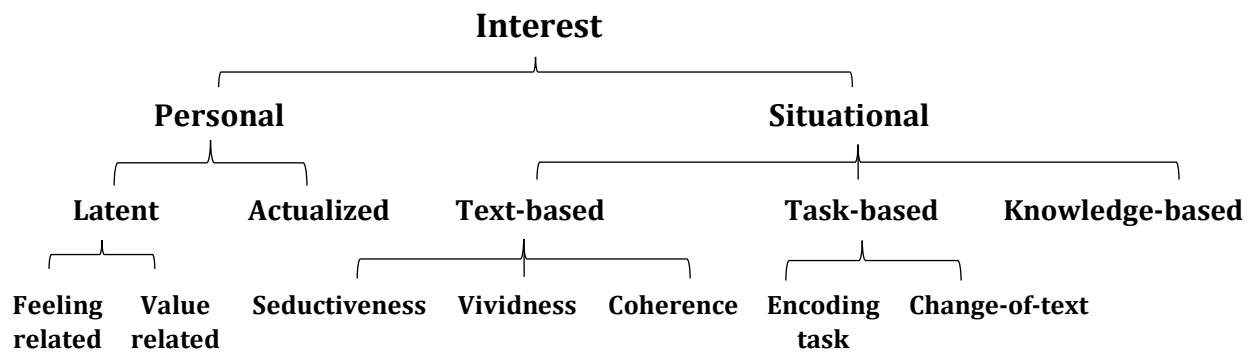 Interest
Personal Situational
Latent Actualized Text-based Task-based Knowledge-based
Feeling related Value related Seductiveness Vividness Coherence Encoding task Change-of-text